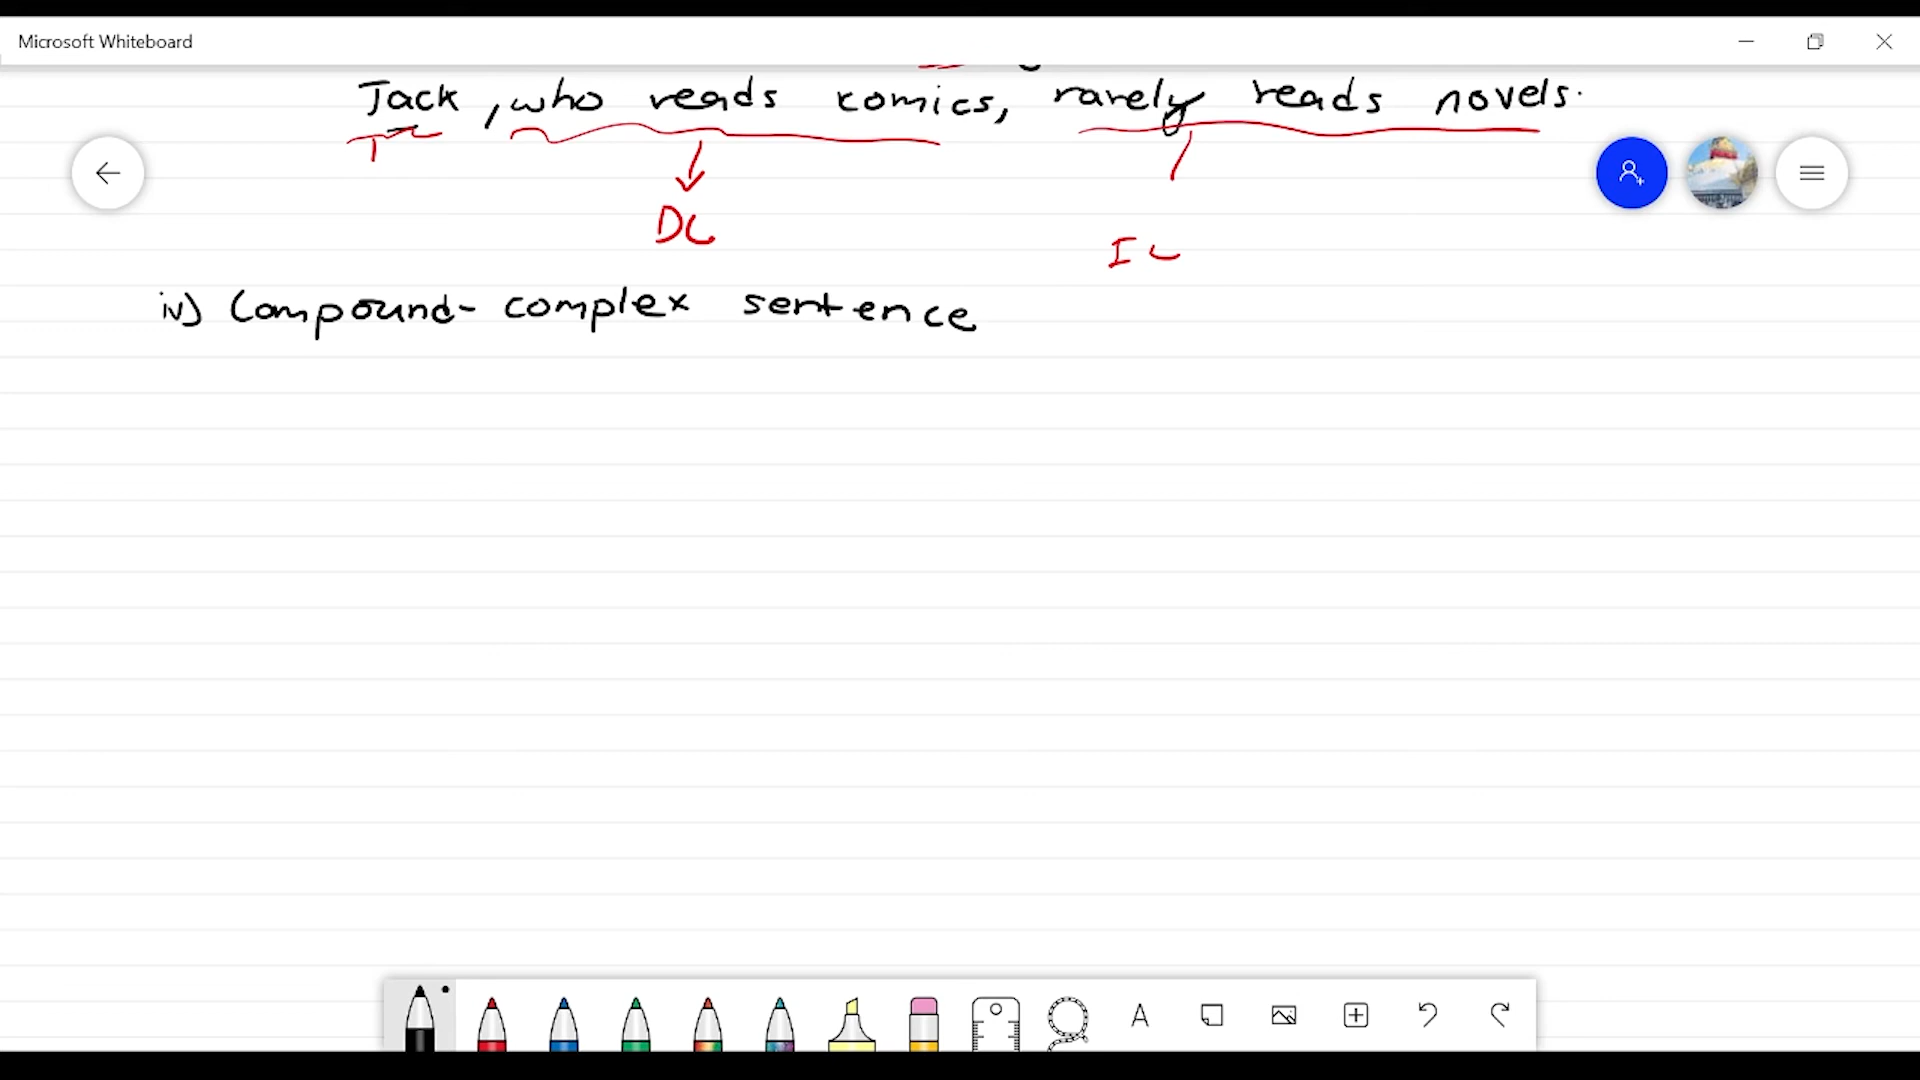 Microsoft Whiteboard
Jack, who reads comics, rarely reads novels.
DC
IC
iv) Compound-complex sentence